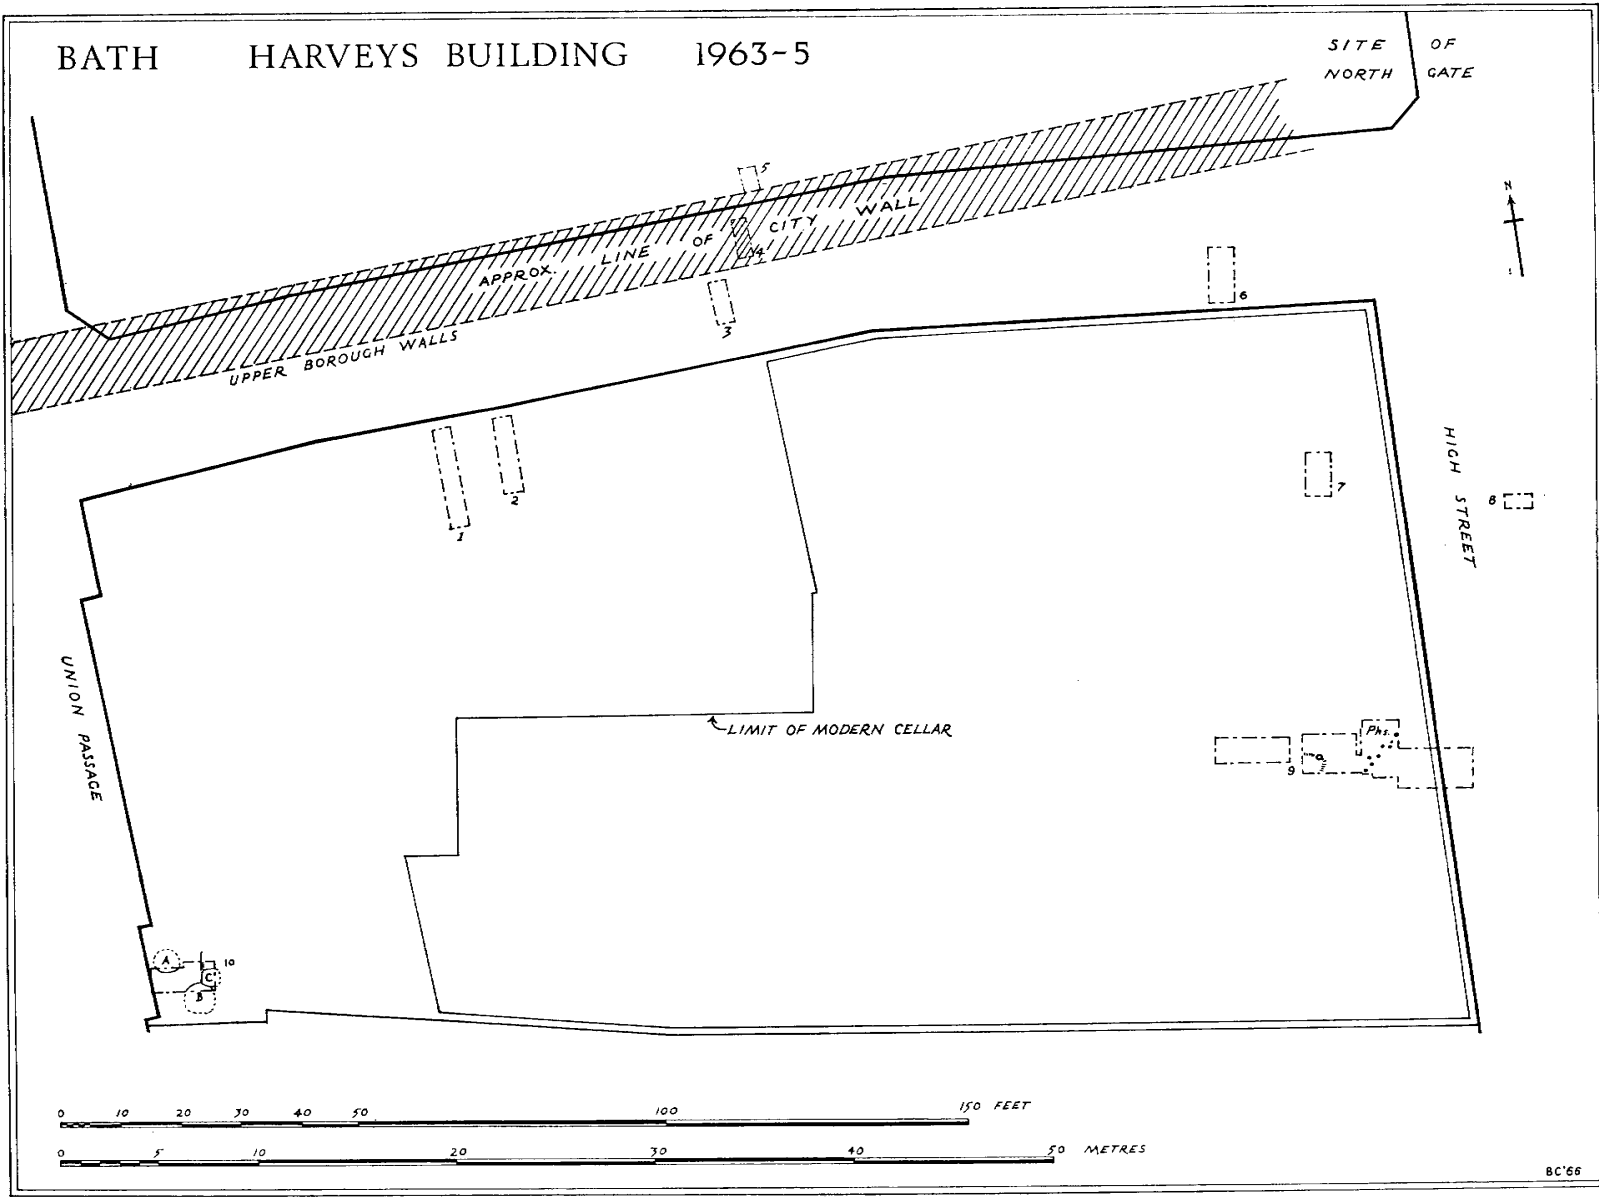 BATH HARVEYS BUILDING 1963-5
SITE OF
NORTH GATE
5
APPROX. LINE OF CITY WALL
4
N
3
6
UPPER BOROUGH WALLS
1
2
7
8
HIGH STREET
UNION PASSAGE
LIMIT OF MODERN CELLAR
Phs.
9
A
10
C
B
0 10 20 30 40 50 100 150 FEET
0 5 10 20 30 40 50 METRES
BC'66